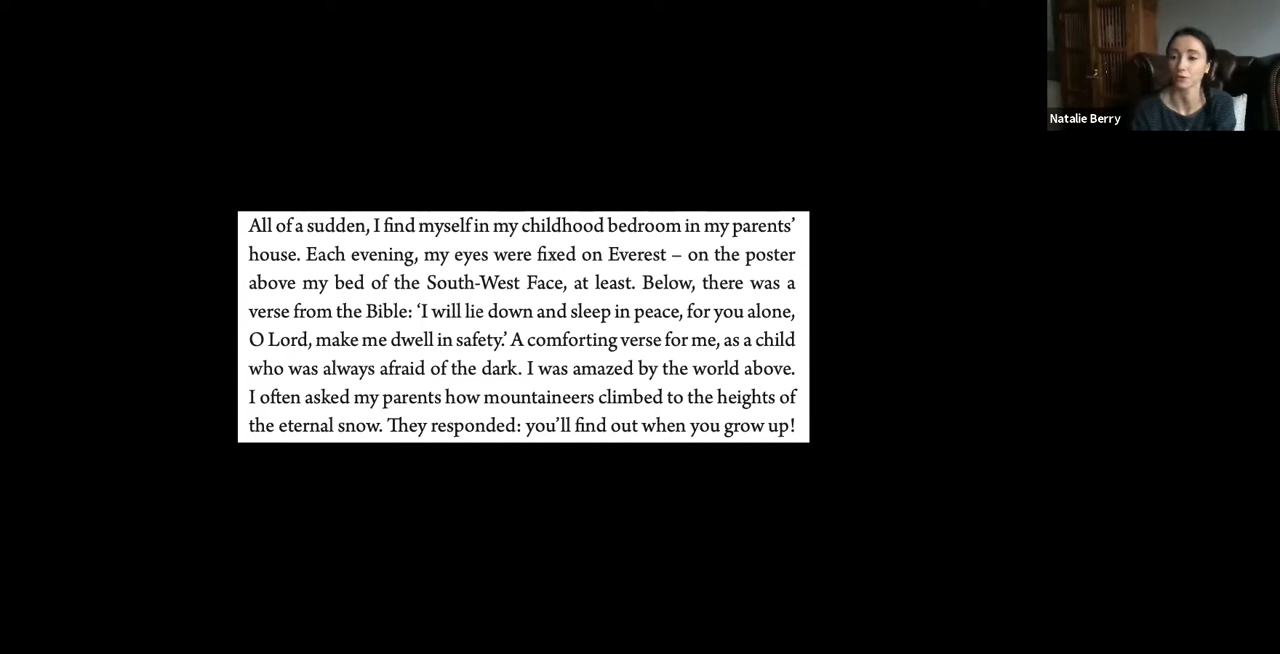 Natalie Berry
All of a sudden, I find myself in my childhood bedroom in my parents’
house. Each evening, my eyes were fixed on Everest – on the poster
above my bed of the South-West Face, at least. Below, there was a
verse from the Bible: ‘I will lie down and sleep in peace, for you alone,
O Lord, make me dwell in safety.’ A comforting verse for me, as a child
who was always afraid of the dark. I was amazed by the world above.
I often asked my parents how mountaineers climbed to the heights of
the eternal snow. They responded: you’ll find out when you grow up!